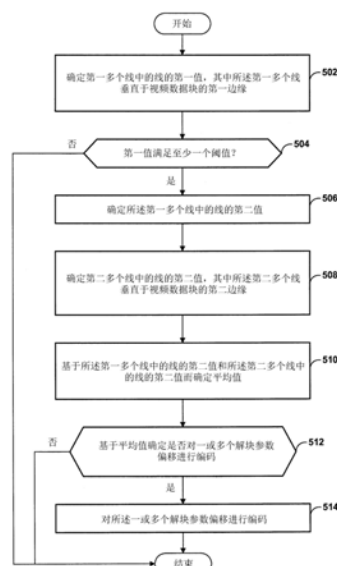 开始
确定第一多个线中的线的第一值，其中所述第一多个线
垂直于视频数据块的第一边缘
502
否
第一值满足至少一个阈值？
504
是
确定所述第一多个线中的线的第二值
506
确定第二多个线中的线的第二值，其中所述第二多个线
垂直于视频数据块的第二边缘
508
基于所述第一多个线中的线的第二值和所述第二多个线中
的线的第二值而确定平均值
510
否
基于平均值确定是否对一或多个解块参数
偏移进行编码
512
是
对所述一或多个解块参数偏移进行编码
514
结束